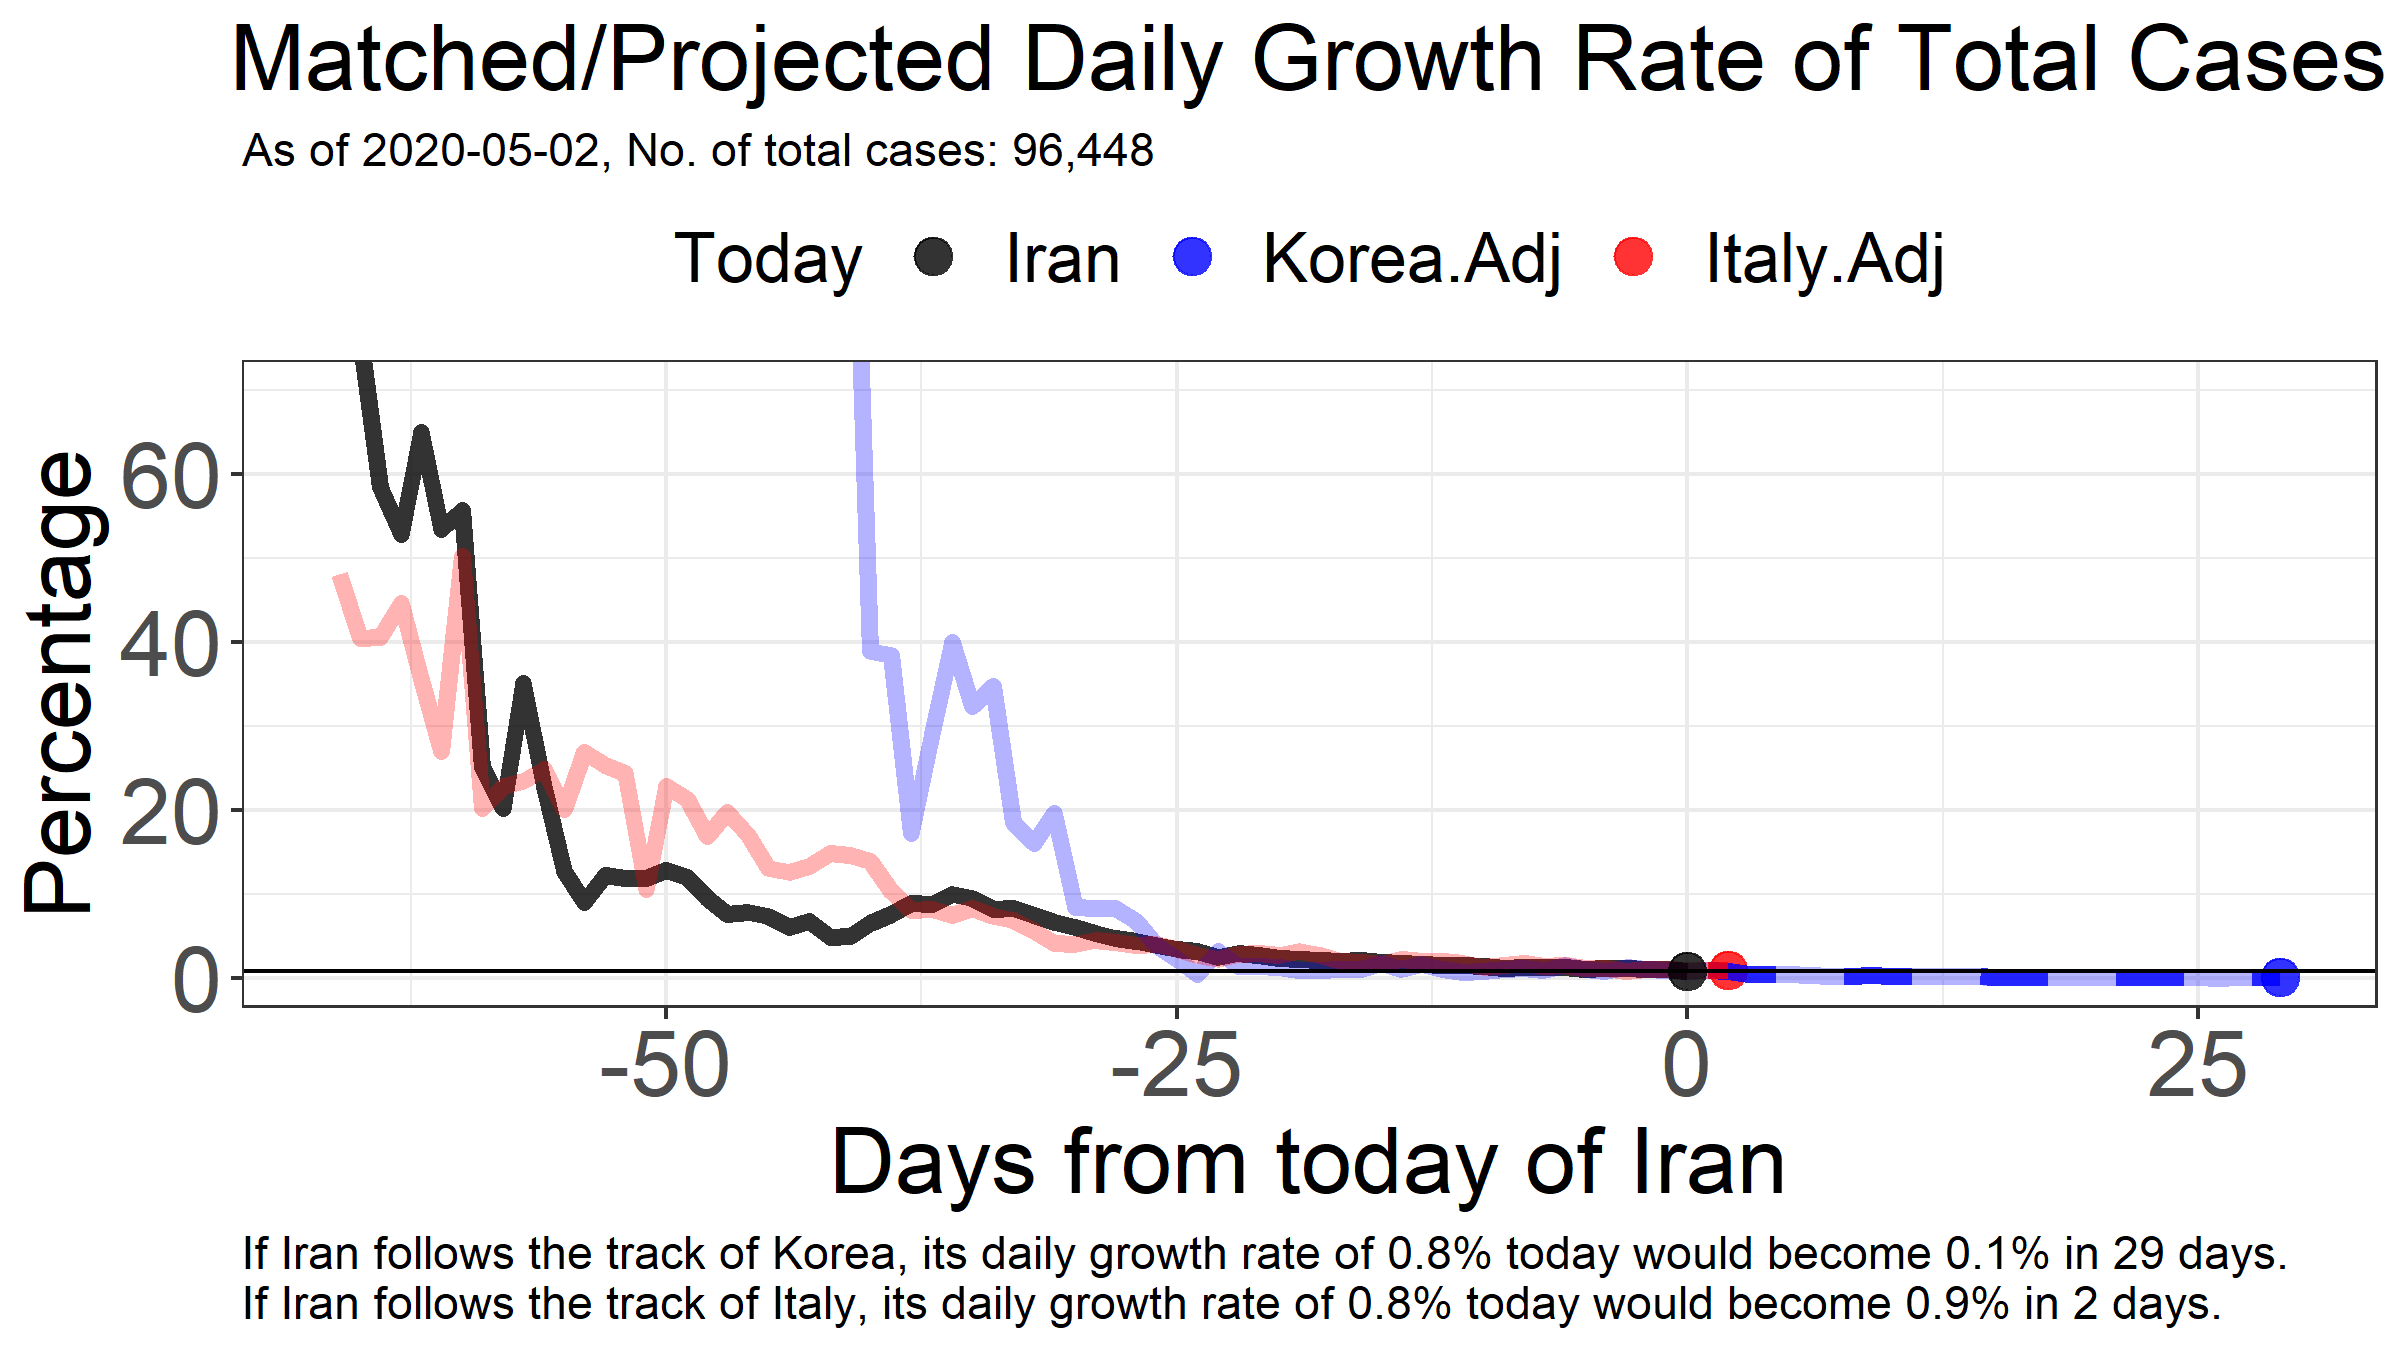 Matched/Projected Daily Growth Rate of Total Cases
As of 2020-05-02, No. of total cases: 96,448
Today Iran Korea.Adj Italy.Adj
Percentage
60
40
20
0
-50 -25 0 25
Days from today of Iran
If Iran follows the track of Korea, its daily growth rate of 0.8% today would become 0.1% in 29 days.
If Iran follows the track of Italy, its daily growth rate of 0.8% today would become 0.9% in 2 days.